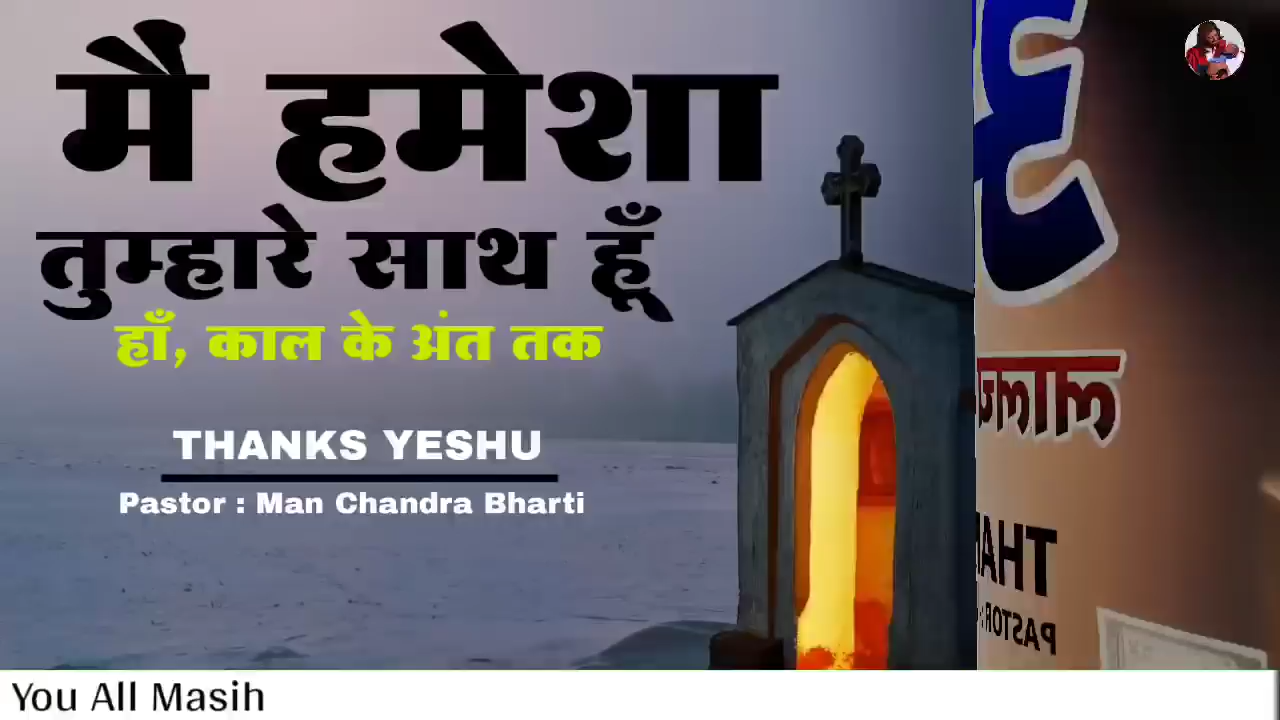 मै हमेशा
तुम्हारे साथ हूँ
हाँ, काल के अंत तक
THANKS YESHU
Pastor : Man Chandra Bharti
You All Masih